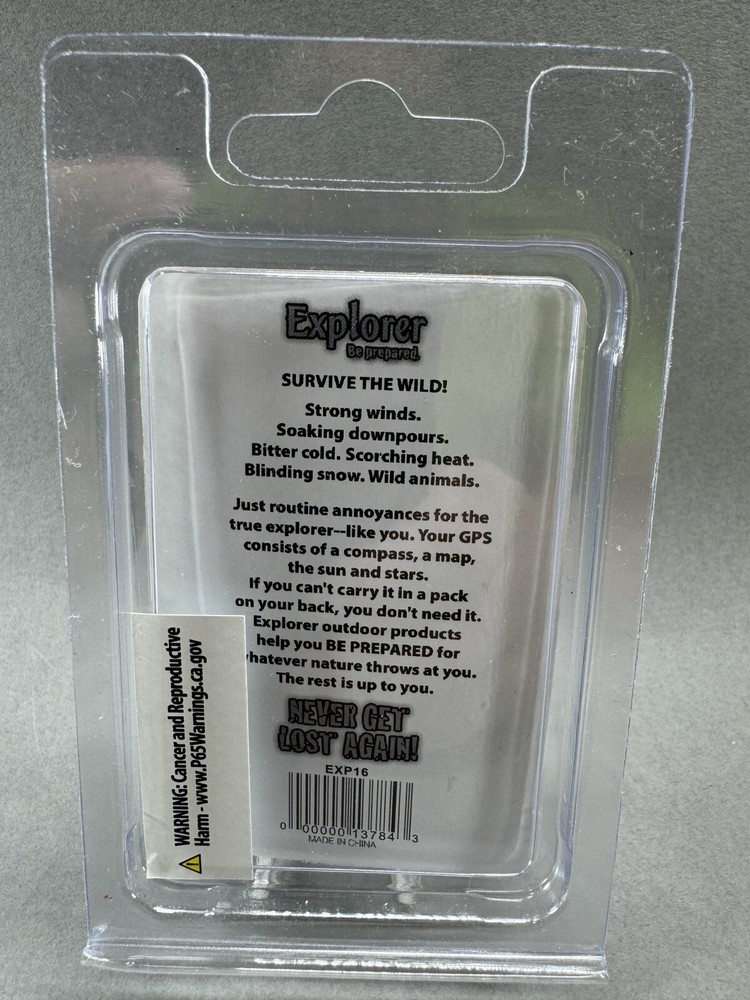 Explorer
Be prepared.
SURVIVE THE WILD!
Strong winds.
Soaking downpours.
Bitter cold. Scorching heat.
Blinding snow. Wild animals.
Just routine annoyances for the
true explorer--like you. Your GPS
consists of a compass, a map,
the sun and stars.
If you can't carry it in a pack
on your back, you don't need it.
Explorer outdoor products
help you BE PREPARED for
whatever nature throws at you.
The rest is up to you.
NEVER GET
LOST AGAIN!
EXP16
0 00000 13784 3
MADE IN CHINA
WARNING: Cancer and Reproductive
Harm - www.P65Warnings.ca.gov